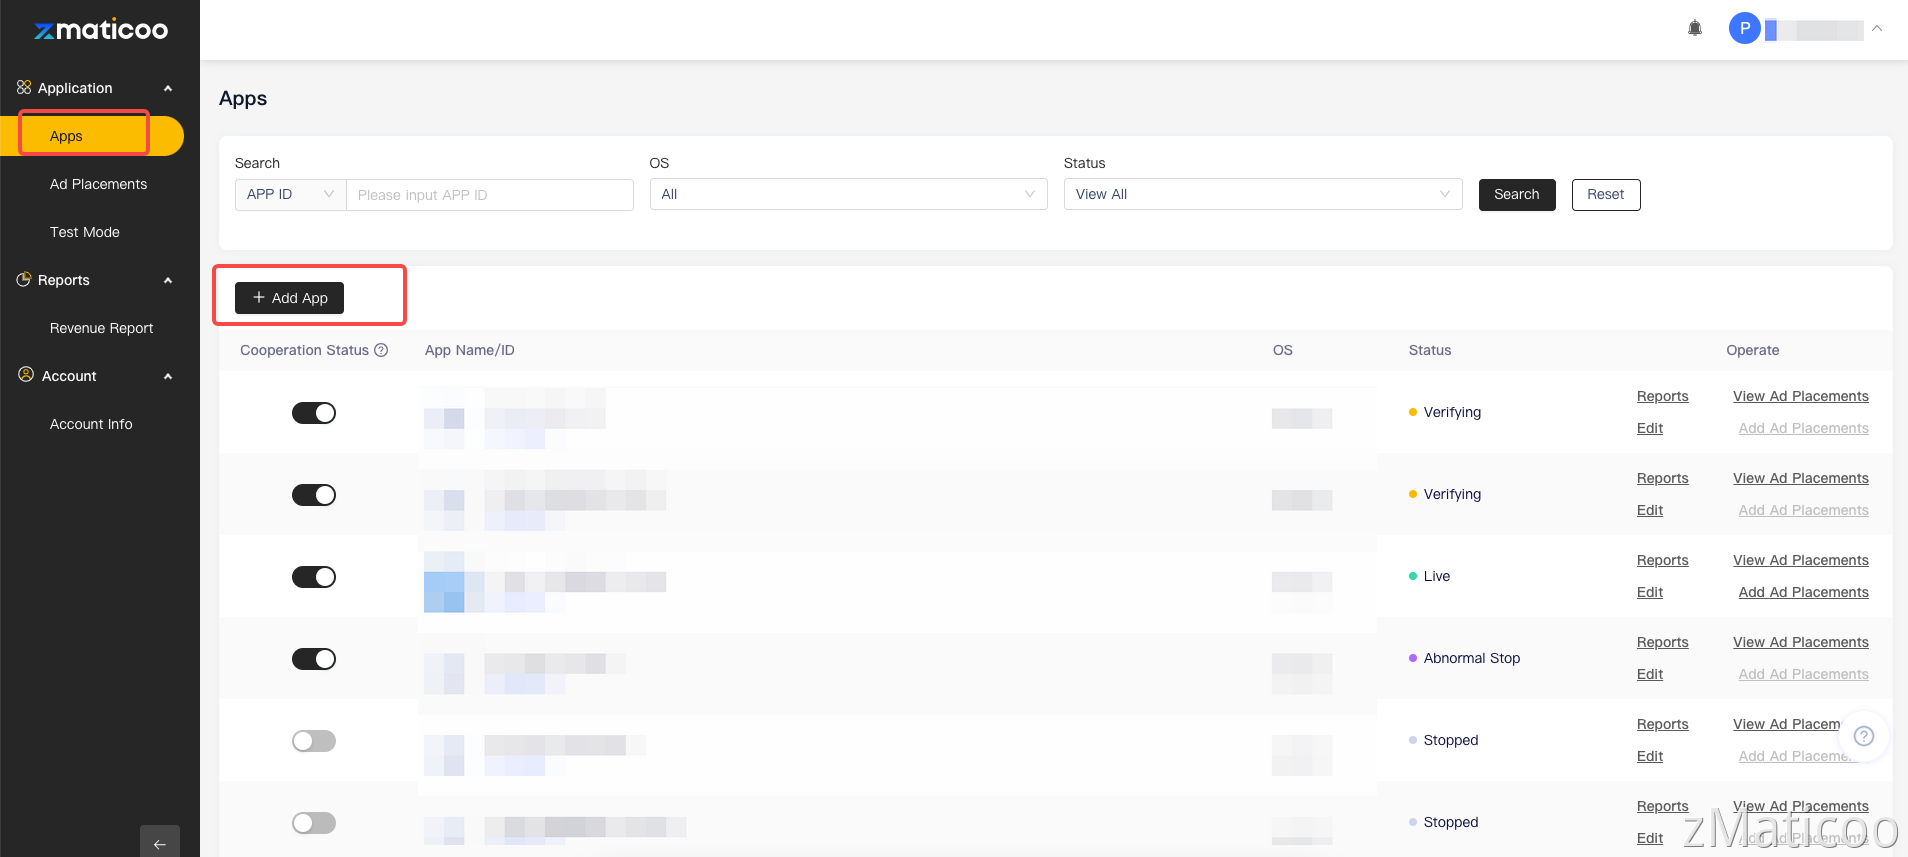 zmaticoo
P
Application
Apps
Ad Placements
Test Mode
Reports
Revenue Report
Account
Account Info
Apps
Search
OS
Status
APP ID
Please input APP ID
All
View All
Search
Reset
+ Add App
Cooperation Status
App Name/ID
OS
Status
Operate
Verifying
Reports
View Ad Placements
Edit
Add Ad Placements
Verifying
Reports
View Ad Placements
Edit
Add Ad Placements
Live
Reports
View Ad Placements
Edit
Add Ad Placements
Abnormal Stop
Reports
View Ad Placements
Edit
Add Ad Placements
Stopped
Reports
View Ad Placem
Edit
Add Ad Placeme
Stopped
Reports
View Ad Placements
Edit
Add Ad Placements
zMaticoo